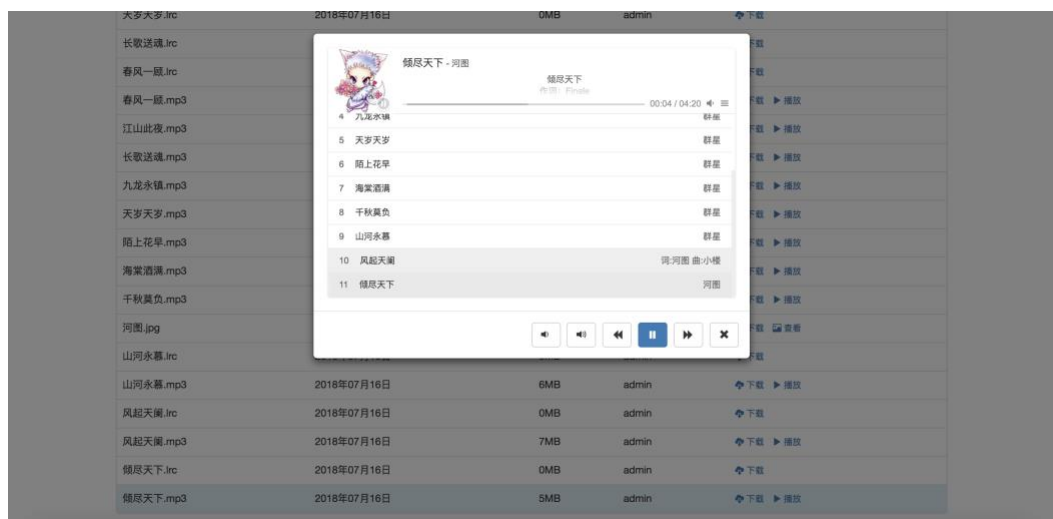 天岁天岁.lrc 2018年07月16日 0MB admin 下载
长歌送魂.lrc 下载
春风一顾.lrc 下载
春风一顾.mp3 下载 播放
江山此夜.mp3 下载 播放
长歌送魂.mp3 下载 播放
九龙永镇.mp3 下载 播放
天岁天岁.mp3 下载 播放
陌上花早.mp3 下载 播放
海棠酒满.mp3 下载 播放
千秋莫负.mp3 下载 播放
河图.jpg 下载 查看
山河永慕.lrc 下载
山河永慕.mp3 2018年07月16日 6MB admin 下载 播放
风起天阑.lrc 2018年07月16日 0MB admin 下载
风起天阑.mp3 2018年07月16日 7MB admin 下载 播放
倾尽天下.lrc 2018年07月16日 0MB admin 下载
倾尽天下.mp3 2018年07月16日 5MB admin 下载 播放
倾尽天下 - 河图
倾尽天下
作词：Finale
00:04 / 04:20
4 九龙永镇 群星
5 天岁天岁 群星
6 陌上花早 群星
7 海棠酒满 群星
8 千秋莫负 群星
9 山河永慕 群星
10 风起天阑 词:河图 曲:小楼
11 倾尽天下 河图